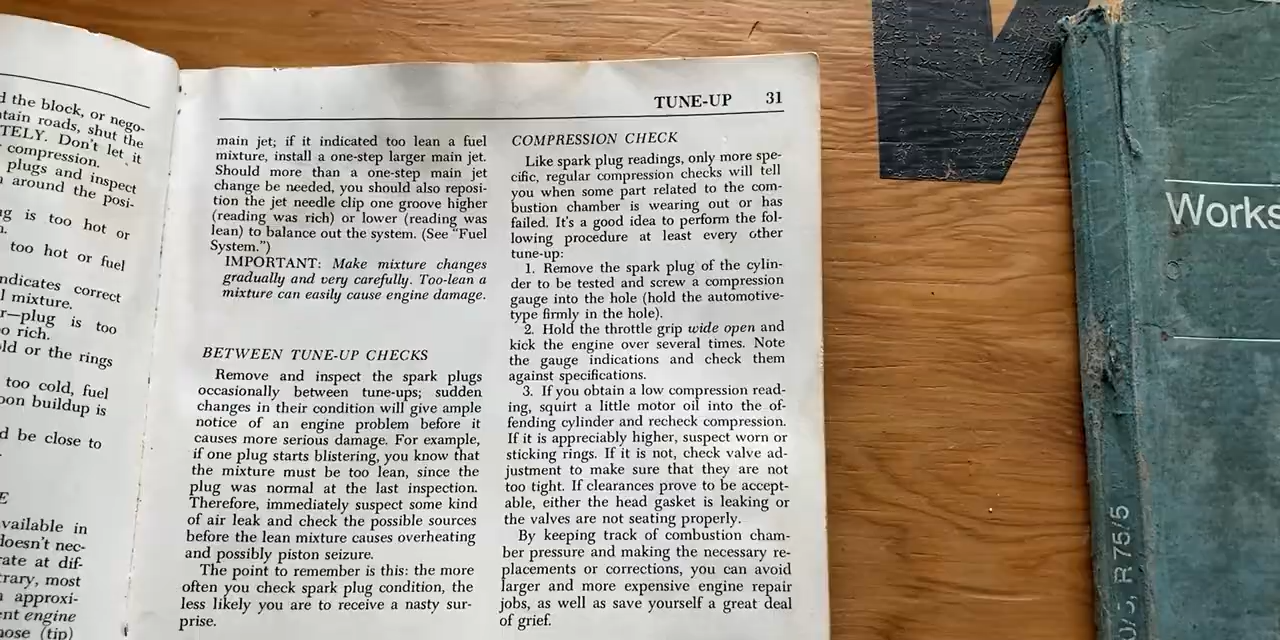 d the block, or nego-
tain roads, shut the
TELY. Don't let it
compression.
plugs and inspect
around the posi-
g is too hot or
too hot or fuel
ndicates correct
l mixture.
r—plug is too
o rich.
ld or the rings
too cold, fuel
on buildup is
d be close to
E
vailable in
doesn't nec-
rate at dif-
trary, most
approxi-
nt engine
nose (tip)
TUNE-UP 31
main jet; if it indicated too lean a fuel
mixture, install a one-step larger main jet.
Should more than a one-step main jet
change be needed, you should also reposi-
tion the jet needle clip one groove higher
(reading was rich) or lower (reading was
lean) to balance out the system. (See "Fuel
System.")
IMPORTANT: Make mixture changes
gradually and very carefully. Too-lean a
mixture can easily cause engine damage.
BETWEEN TUNE-UP CHECKS
Remove and inspect the spark plugs
occasionally between tune-ups; sudden
changes in their condition will give ample
notice of an engine problem before it
causes more serious damage. For example,
if one plug starts blistering, you know that
the mixture must be too lean, since the
plug was normal at the last inspection.
Therefore, immediately suspect some kind
of air leak and check the possible sources
before the lean mixture causes overheating
and possibly piston seizure.
The point to remember is this: the more
often you check spark plug condition, the
less likely you are to receive a nasty sur-
prise.
COMPRESSION CHECK
Like spark plug readings, only more spe-
cific, regular compression checks will tell
you when some part related to the com-
bustion chamber is wearing out or has
failed. It's a good idea to perform the fol-
lowing procedure at least every other
tune-up:
1. Remove the spark plug of the cylin-
der to be tested and screw a compression
gauge into the hole (hold the automotive-
type firmly in the hole).
2. Hold the throttle grip wide open and
kick the engine over several times. Note
the gauge indications and check them
against specifications.
3. If you obtain a low compression read-
ing, squirt a little motor oil into the of-
fending cylinder and recheck compression.
If it is appreciably higher, suspect worn or
sticking rings. If it is not, check valve ad-
justment to make sure that they are not
too tight. If clearances prove to be accept-
able, either the head gasket is leaking or
the valves are not seating properly.
By keeping track of combustion cham-
ber pressure and making the necessary re-
placements or corrections, you can avoid
larger and more expensive engine repair
jobs, as well as save yourself a great deal
of grief.
Works
R 75/5